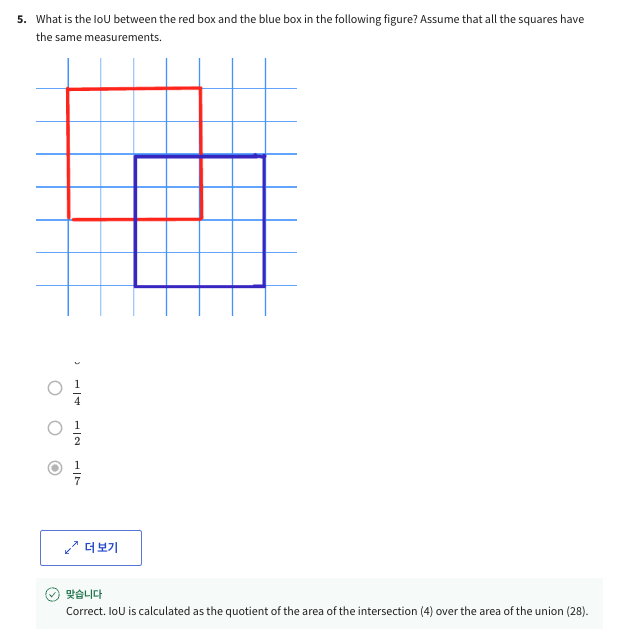 5. What is the IoU between the red box and the blue box in the following figure? Assume that all the squares have
the same measurements.
1/4
1/2
1/7
더 보기
맞습니다
Correct. IoU is calculated as the quotient of the area of the intersection (4) over the area of the union (28).